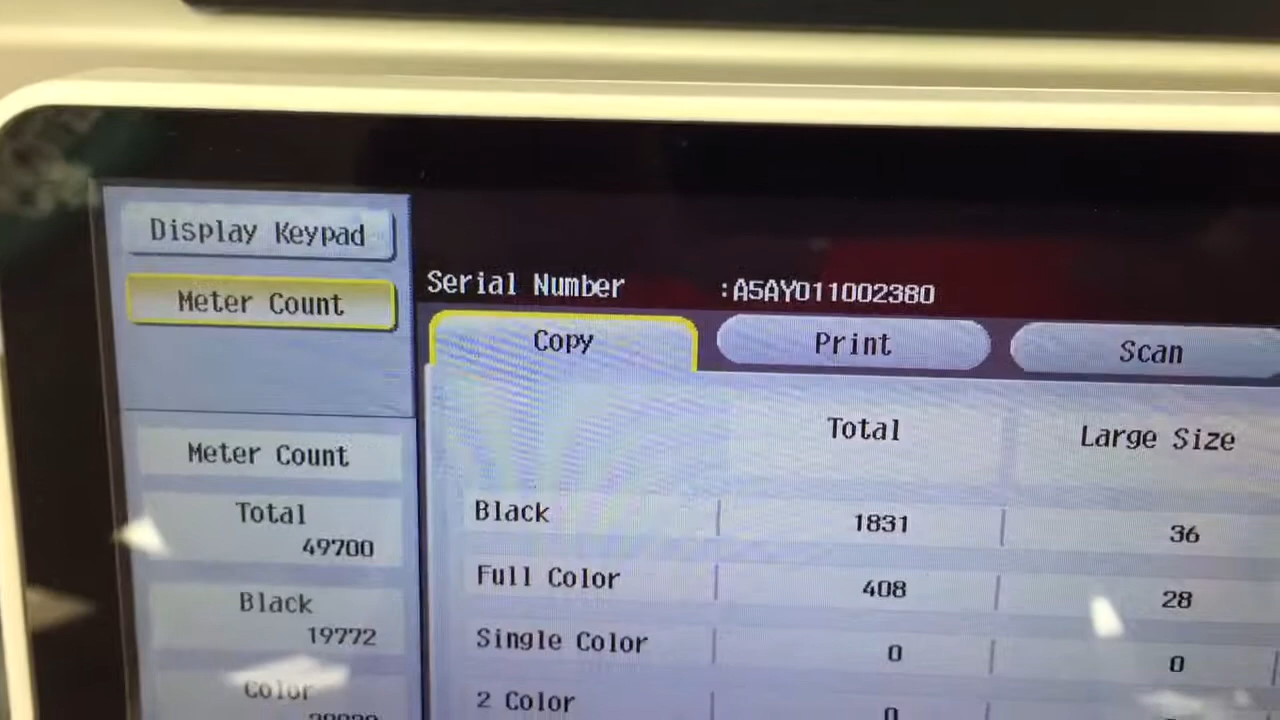 Display Keypad
Meter Count
Serial Number :A5AY011002380
Copy Print Scan
Total Large Size
Black 1831 36
Full Color 408 28
Single Color 0 0
2 Color 0
Meter Count
Total
49700
Black
19772
Color